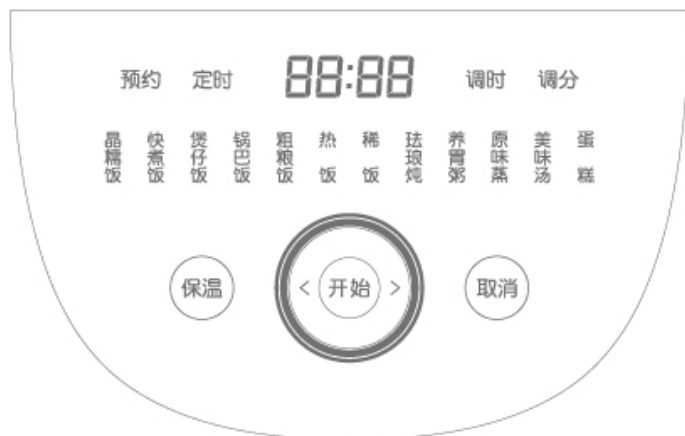 预约 定时 88:88 调时 调分
晶糯饭 快煮饭 煲仔饭 锅巴饭 粗粮饭 热饭 稀饭 珐琅炖 养胃粥 原味蒸 美味汤 蛋糕
保温 < 开始 > 取消